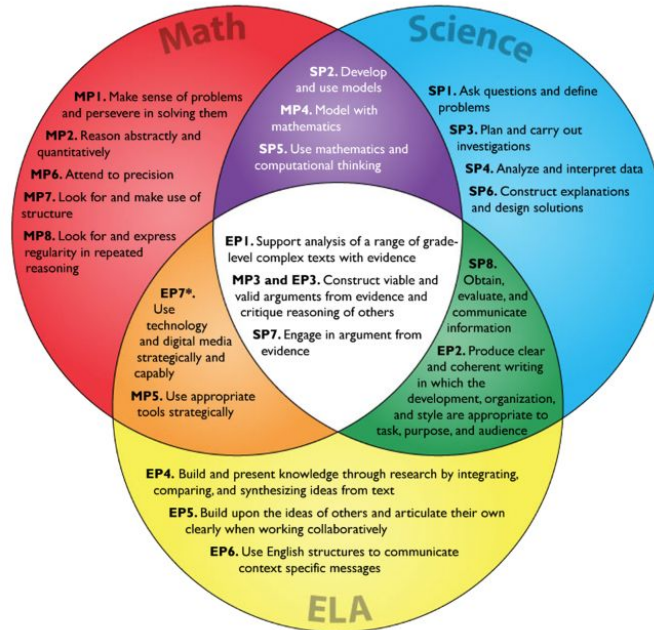 Math
Science
MP1. Make sense of problems
and persevere in solving them
MP2. Reason abstractly and
quantitatively
MP6. Attend to precision
MP7. Look for and make use of
structure
MP8. Look for and express
regularity in repeated
reasoning
SP2. Develop
and use models
MP4. Model with
mathematics
SP5. Use mathematics and
computational thinking
SP1. Ask questions and define
problems
SP3. Plan and carry out
investigations
SP4. Analyze and interpret data
SP6. Construct explanations
and design solutions
EP1. Support analysis of a range of grade-
level complex texts with evidence
MP3 and EP3. Construct viable and
valid arguments from evidence and
critique reasoning of others
SP7. Engage in argument from
evidence
EP7*.
Use
technology
and digital media
strategically and
capably
MP5. Use appropriate
tools strategically
SP8.
Obtain,
evaluate, and
communicate
information
EP2. Produce clear
and coherent writing
in which the
development, organization,
and style are appropriate to
task, purpose, and audience
EP4. Build and present knowledge through research by integrating,
comparing, and synthesizing ideas from text
EP5. Build upon the ideas of others and articulate their own
clearly when working collaboratively
EP6. Use English structures to communicate
context specific messages
ELA